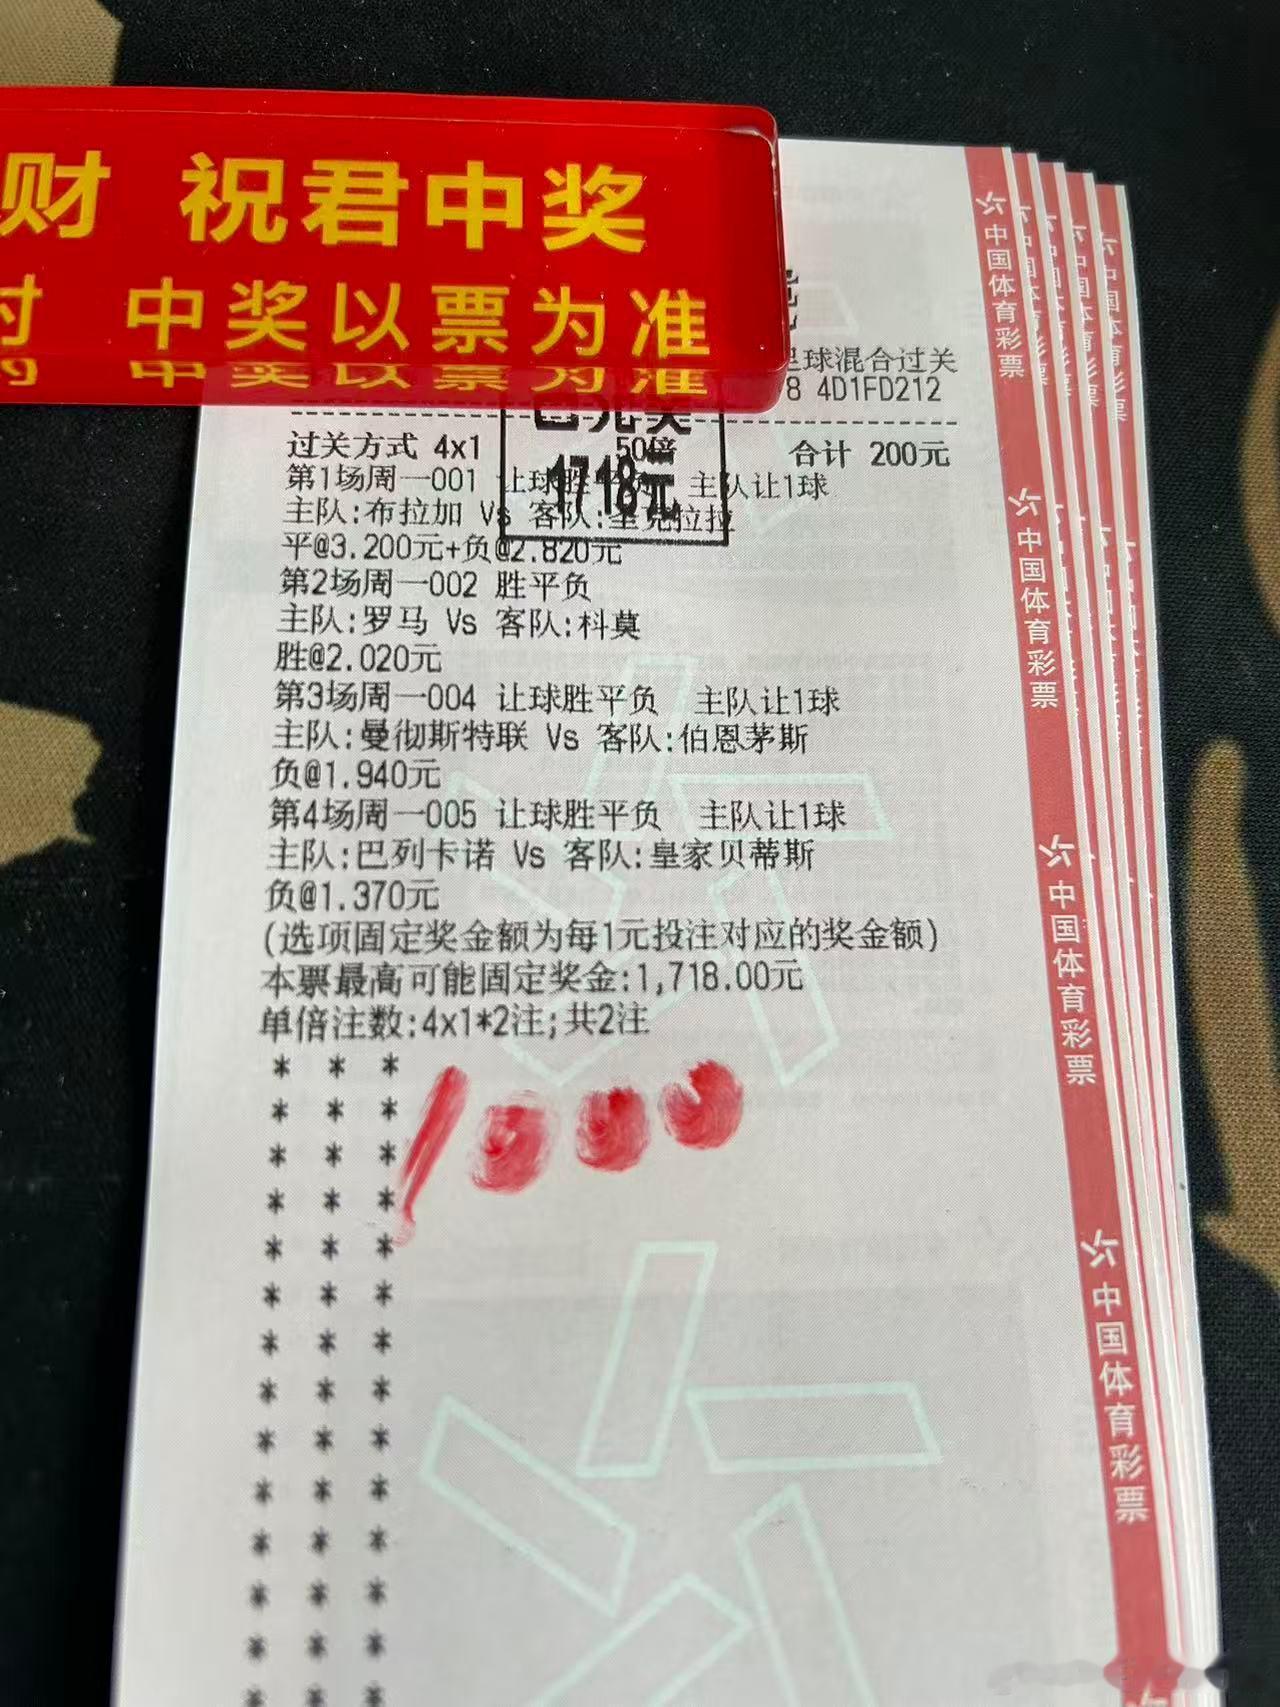 财 祝君中奖
中奖以票为准
足球混合过关
8 4D1FD212
过关方式 4x1 50倍 合计 200元
1718元
第1场周一001 让球胜 主队让1球
主队:布拉加 Vs 客队:圣克拉拉
平@3.200元+负@2.820元
第2场周一002 胜平负
主队:罗马 Vs 客队:科莫
胜@2.020元
第3场周一004 让球胜平负 主队让1球
主队:曼彻斯特联 Vs 客队:伯恩茅斯
负@1.940元
第4场周一005 让球胜平负 主队让1球
主队:巴列卡诺 Vs 客队:皇家贝蒂斯
负@1.370元
(选项固定奖金额为每1元投注对应的奖金额)
本票最高可能固定奖金:1,718.00元
单倍注数:4x1*2注;共2注
* * *
* * *
* * *
* * *
* * *
* * *
* * *
* * *
* * *
* * *
* * *
* * *
* * *
* * *
1000
中国体育彩票
中国体育彩票
中国体育彩票
中国体育彩票